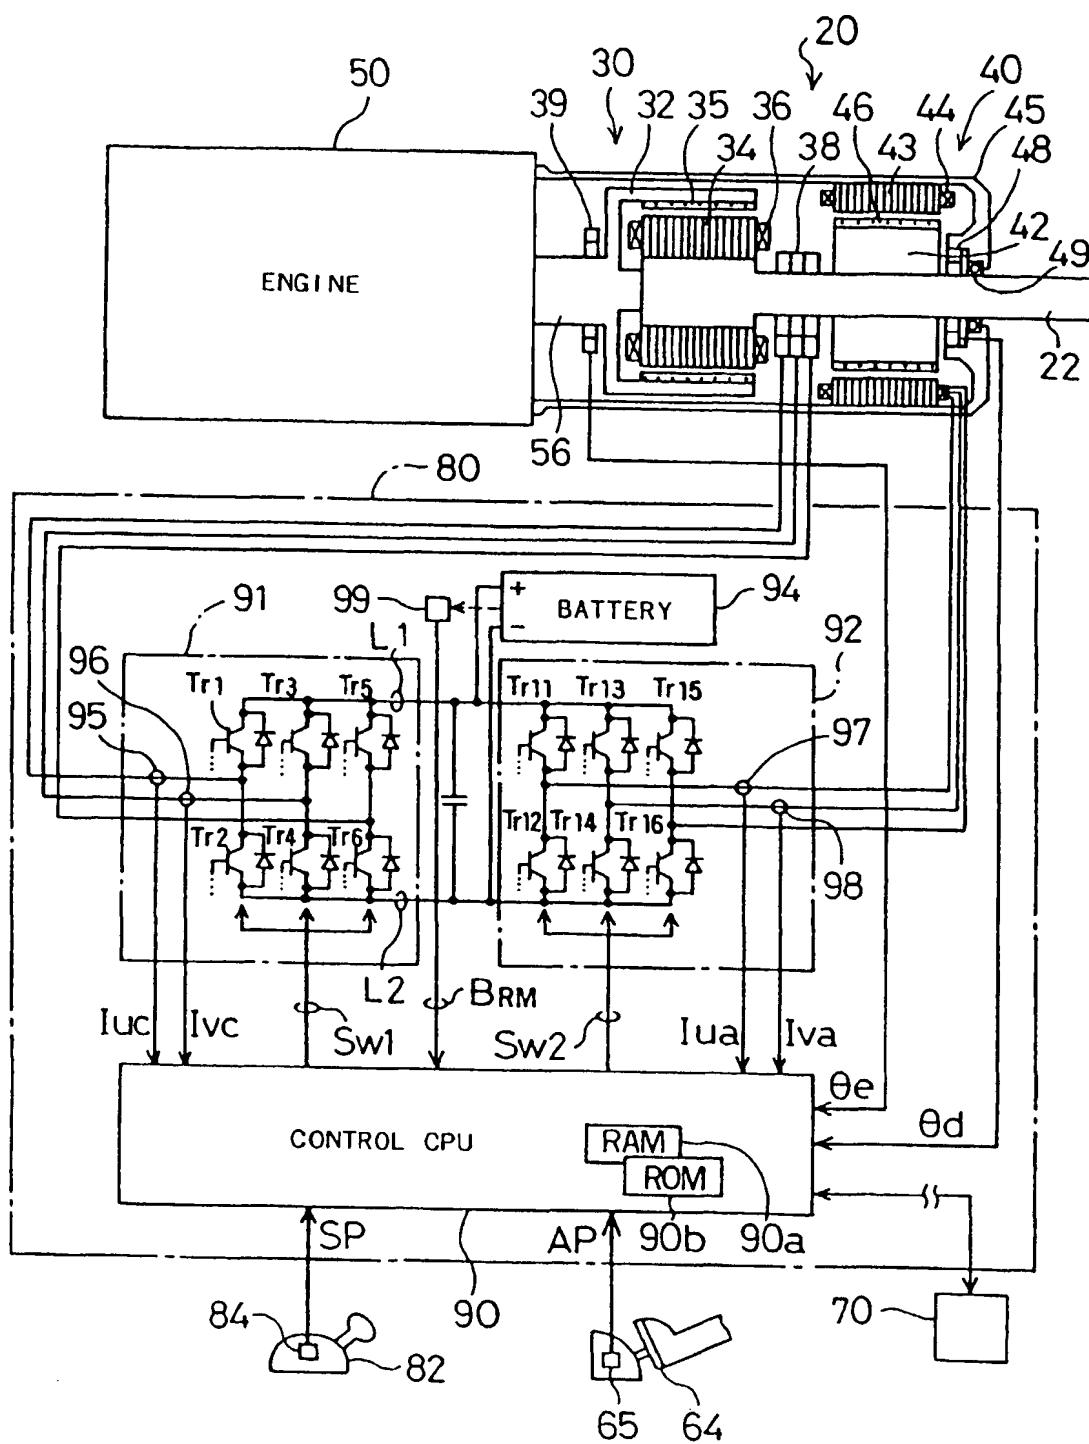 20
50
30
40
39
32
35
36
46
44
45
34
38
43
48
42
49
ENGINE
22
56
80
91
99
BATTERY
94
+
−
L1
92
96
Tr1
Tr3
Tr5
Tr11
Tr13
Tr15
95
97
Tr2
Tr4
Tr6
Tr12
Tr14
Tr16
98
L2
BRM
Iuc
Ivc
Sw1
Sw2
Iua
Iva
θe
θd
CONTROL CPU
RAM
ROM
SP
AP
90b
90a
84
90
70
82
65
64